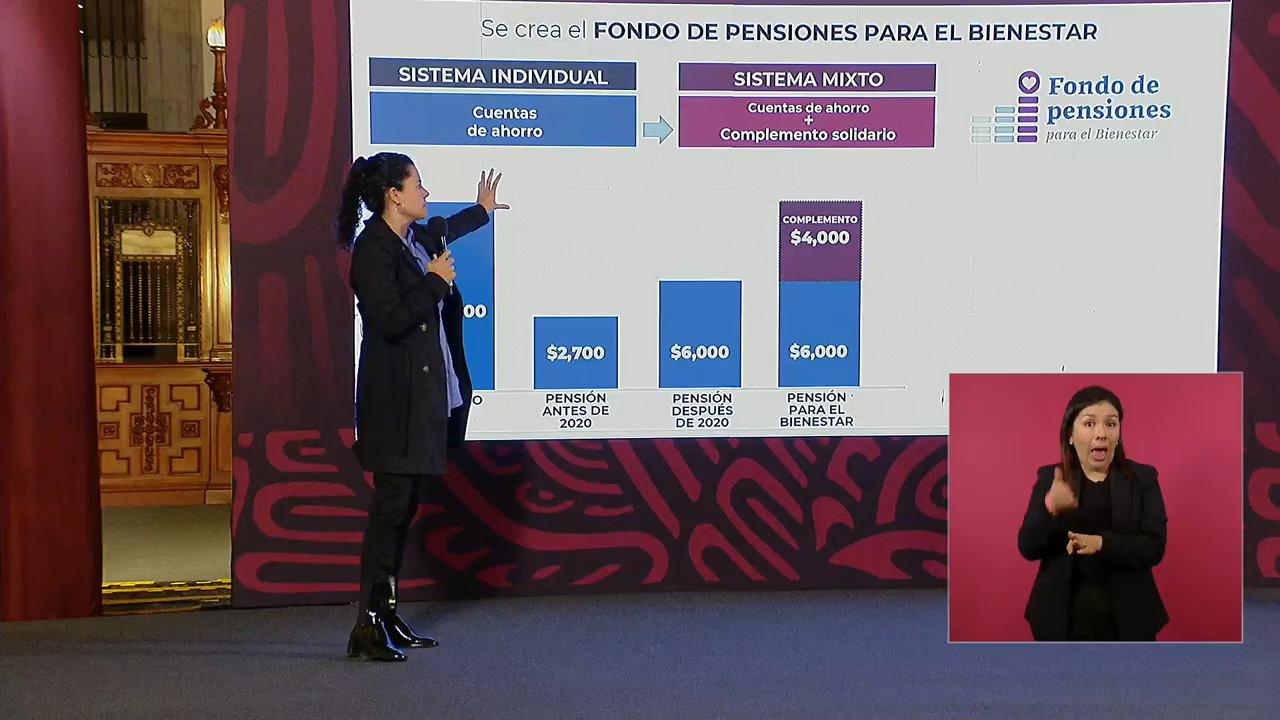 Se crea el FONDO DE PENSIONES PARA EL BIENESTAR
SISTEMA INDIVIDUAL
Cuentas
de ahorro
SISTEMA MIXTO
Cuentas de ahorro
+
Complemento solidario
Fondo de
pensiones
para el Bienestar
COMPLEMENTO
$4,000
00
$2,700
$6,000
$6,000
O
PENSIÓN
ANTES DE
2020
PENSIÓN
DESPUÉS
DE 2020
PENSIÓN
PARA EL
BIENESTAR